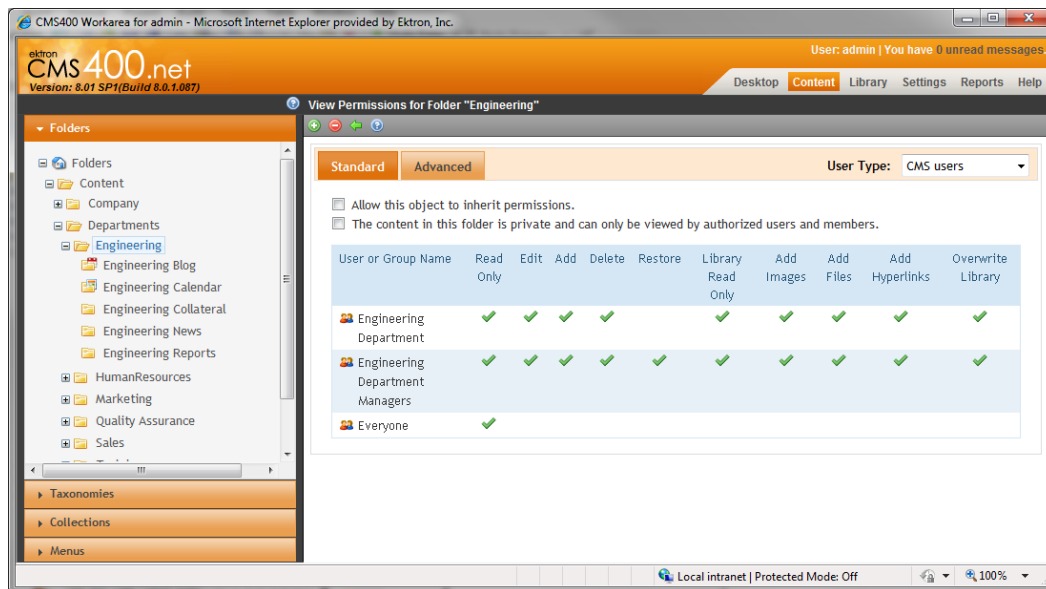 CMS400 Workarea for admin - Microsoft Internet Explorer provided by Ektron, Inc.
ektron
CMS400.net
Version: 8.01 SP1(Build 8.0.1.087)
User: admin | You have 0 unread messages
Desktop Content Library Settings Reports Help
View Permissions for Folder "Engineering"
Folders
Folders
Content
Company
Departments
Engineering
Engineering Blog
Engineering Calendar
Engineering Collateral
Engineering News
Engineering Reports
HumanResources
Marketing
Quality Assurance
Sales
Taxonomies
Collections
Menus
Standard Advanced
User Type: CMS users
Allow this object to inherit permissions.
The content in this folder is private and can only be viewed by authorized users and members.
User or Group Name Read Edit Add Delete Restore Library Add Add Add Overwrite
Only Read Images Files Hyperlinks Library
Only
Engineering
Department
Engineering
Department
Managers
Everyone
Local intranet | Protected Mode: Off
100%